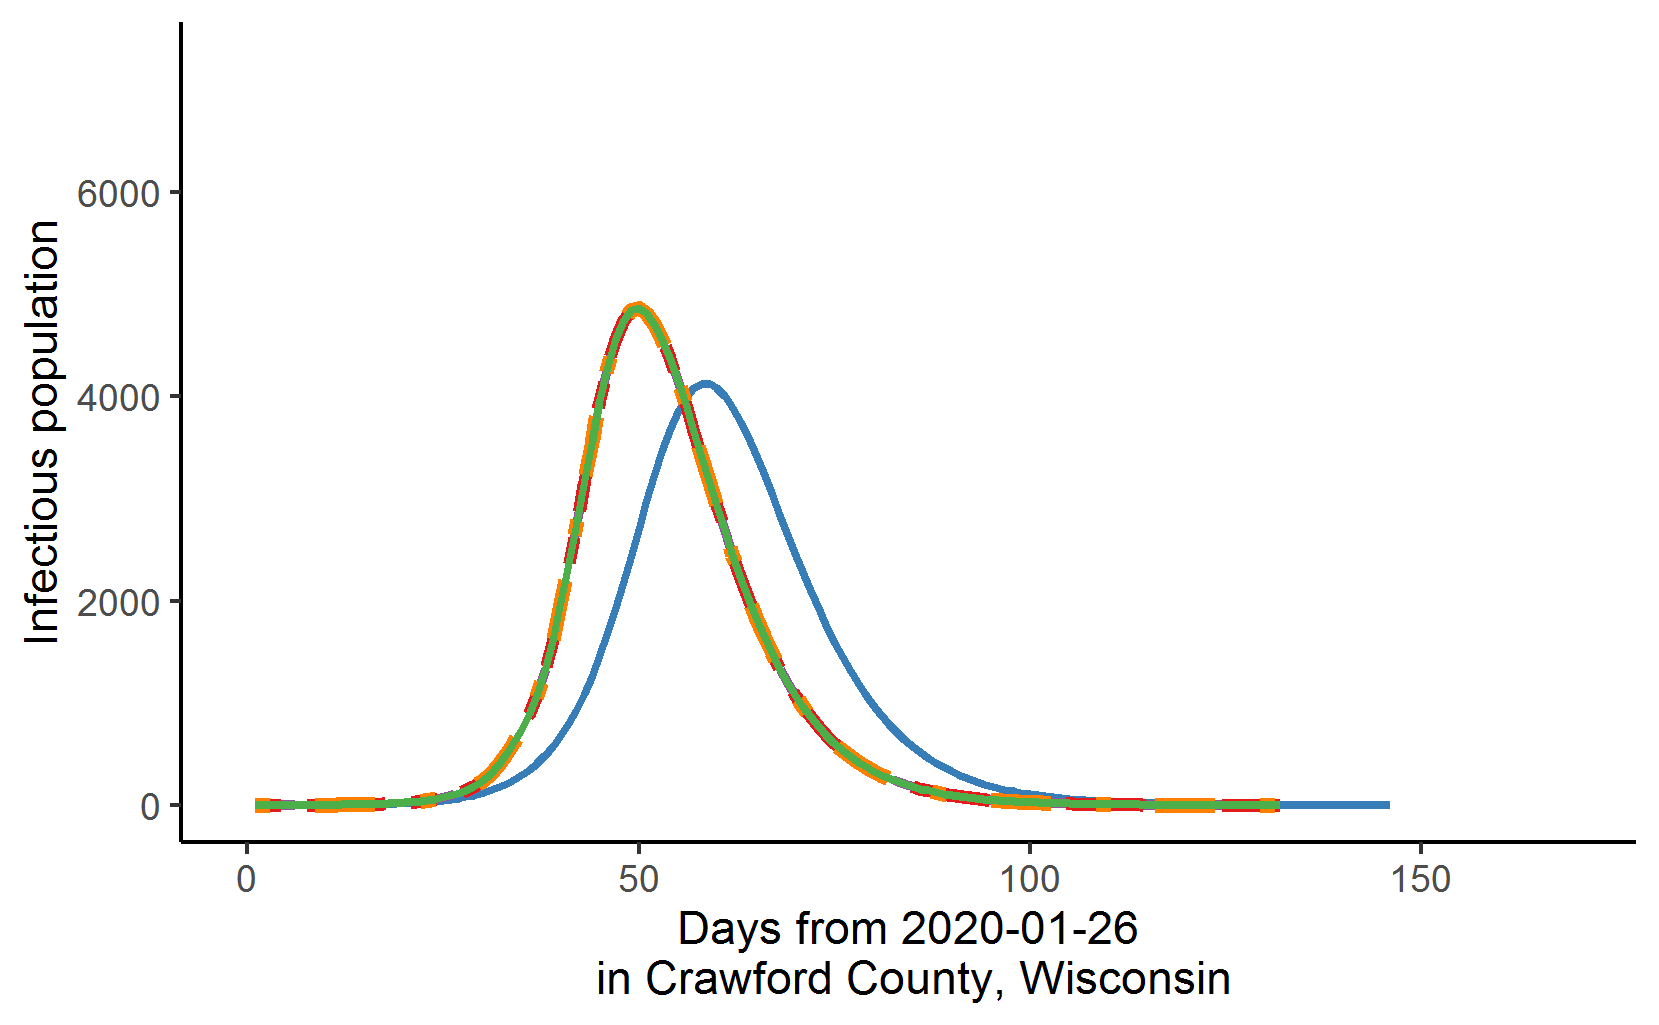 Infectious population
6000
4000
2000
0
0 50 100 150
Days from 2020-01-26
in Crawford County, Wisconsin